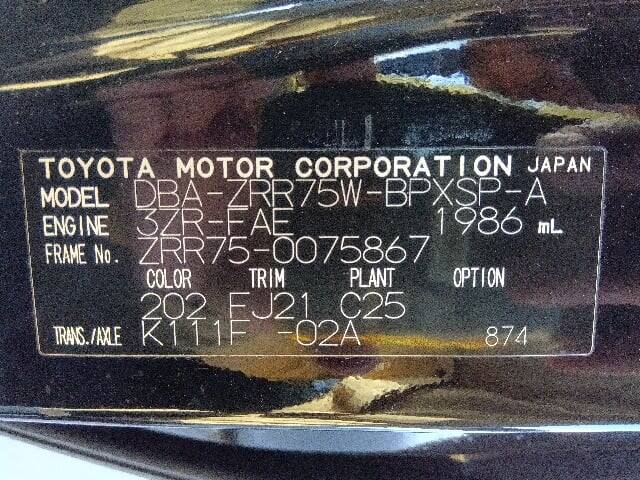 TOYOTA MOTOR CORPORATION JAPAN
MODEL DBA-ZRR75W-BPXSP-A
ENGINE 3ZR-FAE 1986 mL
FRAME No. ZRR75-0075867
COLOR TRIM PLANT OPTION
202 FJ21 C25
TRANS./AXLE K111F -02A 874